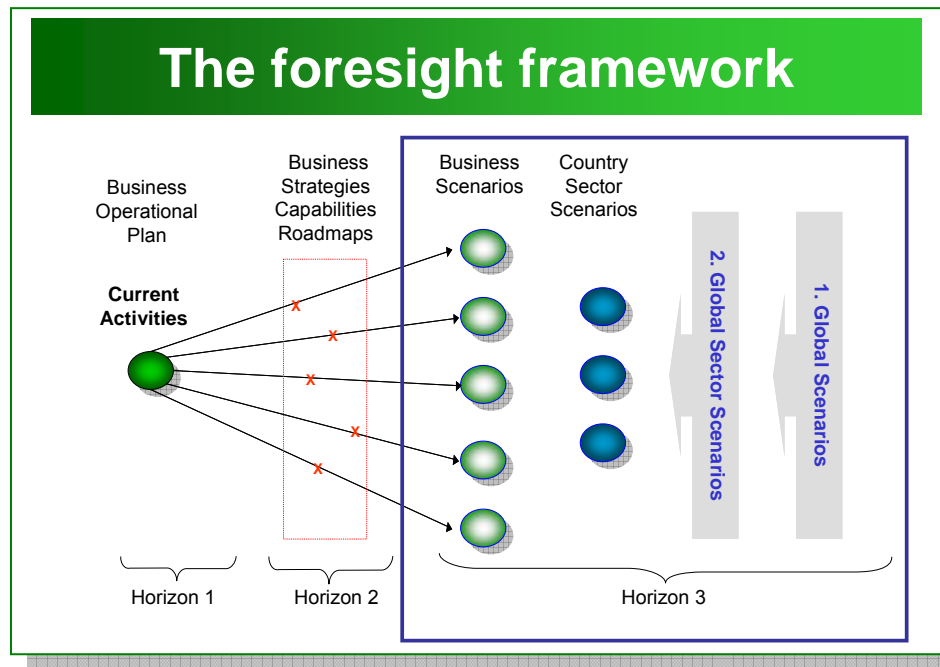 The foresight framework
Business
Operational
Plan
Business
Strategies
Capabilities
Roadmaps
Business
Scenarios
Country
Sector
Scenarios
Current
Activities
x
x
x
x
x
2. Global Sector Scenarios
1. Global Scenarios
Horizon 1
Horizon 2
Horizon 3